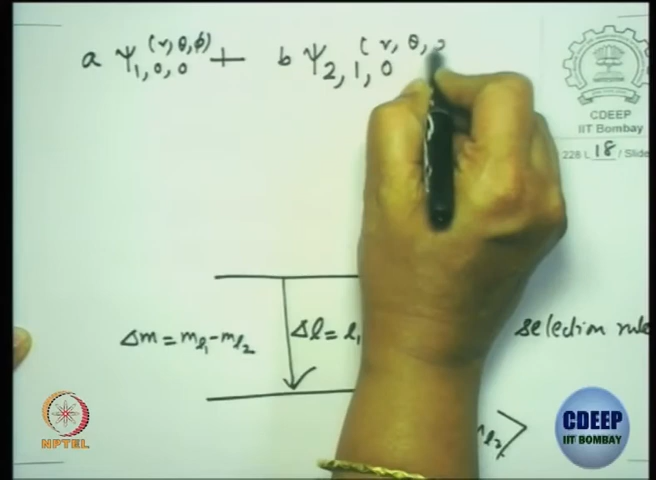 a Ψ1,0,0 (r,θ,ϕ) + b Ψ2,1,0 (r,θ,
CDEEP
IIT Bombay
228 L 18 / Slide
Δm = mℓ1 - mℓ2
Δℓ = ℓ1
selection rule
NPTEL
CDEEP
IIT BOMBAY